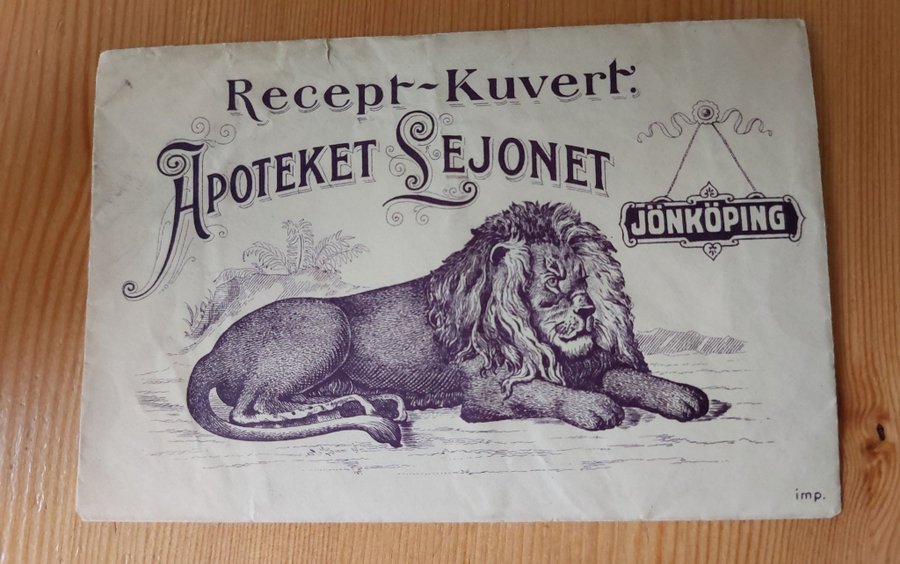 Recept-Kuvert.
APOTEKET LEJONET
JÖNKÖPING
imp.